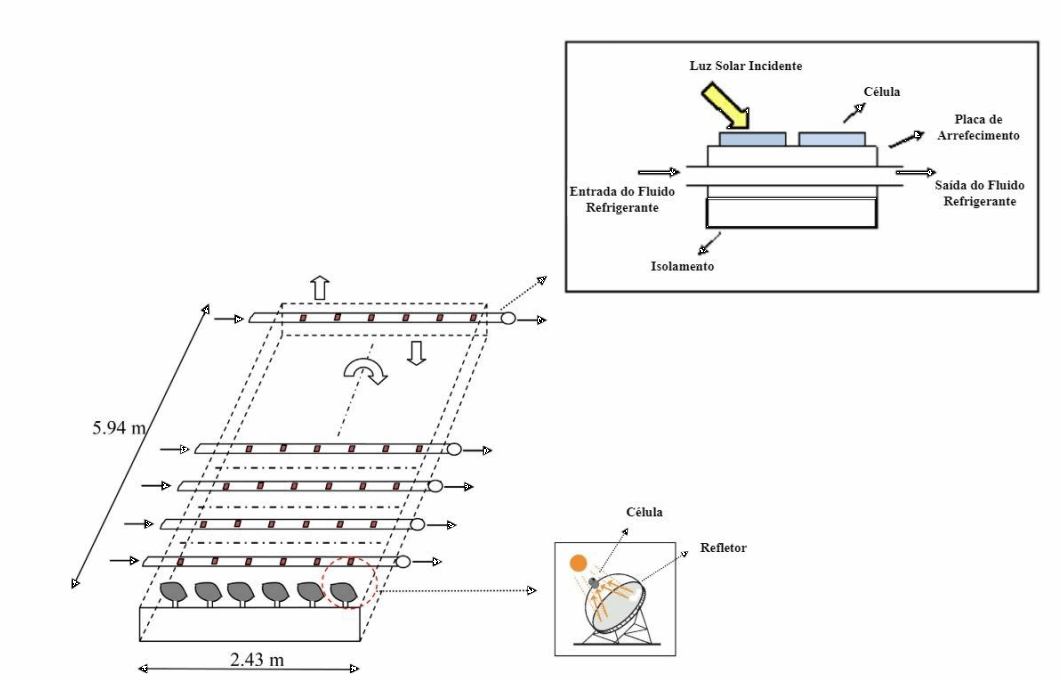 Luz Solar Incidente
Célula
Placa de
Arrefecimento
Entrada do Fluido
Refrigerante
Saída do Fluido
Refrigerante
Isolamento
5.94 m
Célula
Refletor
2.43 m